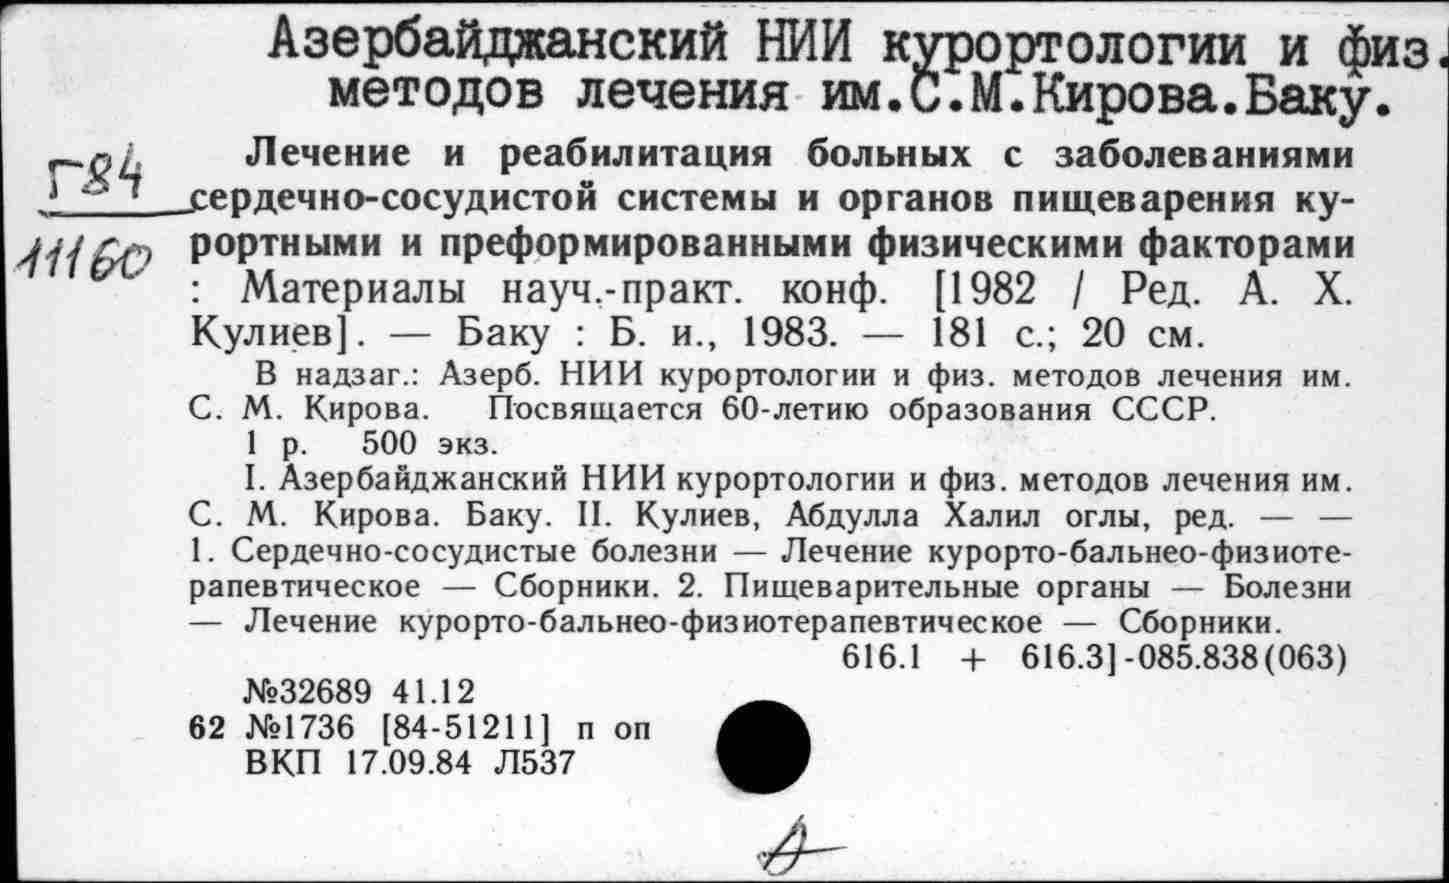 Азербайджанский НИИ курортологии и физ.
методов лечения им.С.М.Кирова.Баку.
Г84
11160
Лечение и реабилитация больных с заболеваниями
сердечно-сосудистой системы и органов пищеварения ку-
рортными и преформированными физическими факторами
: Материалы науч.-практ. конф. [1982 / Ред. А. Х.
Кулиев]. — Баку : Б. и., 1983. — 181 с.; 20 см.
В надзаг.: Азерб. НИИ курортологии и физ. методов лечения им.
С. М. Кирова. Посвящается 60-летию образования СССР.
1 р. 500 экз.
I. Азербайджанский НИИ курортологии и физ. методов лечения им.
С. М. Кирова. Баку. II. Кулиев, Абдулла Халил оглы, ред. — —
1. Сердечно-сосудистые болезни — Лечение курорто-бальнео-физиоте-
рапевтическое — Сборники. 2. Пищеварительные органы — Болезни
— Лечение курорто-бальнео-физиотерапевтическое — Сборники.
616.1 + 616.3]-085.838(063)
№32689 41.12
62 №1736 [84-51211] п оп
ВКП 17.09.84 Л537